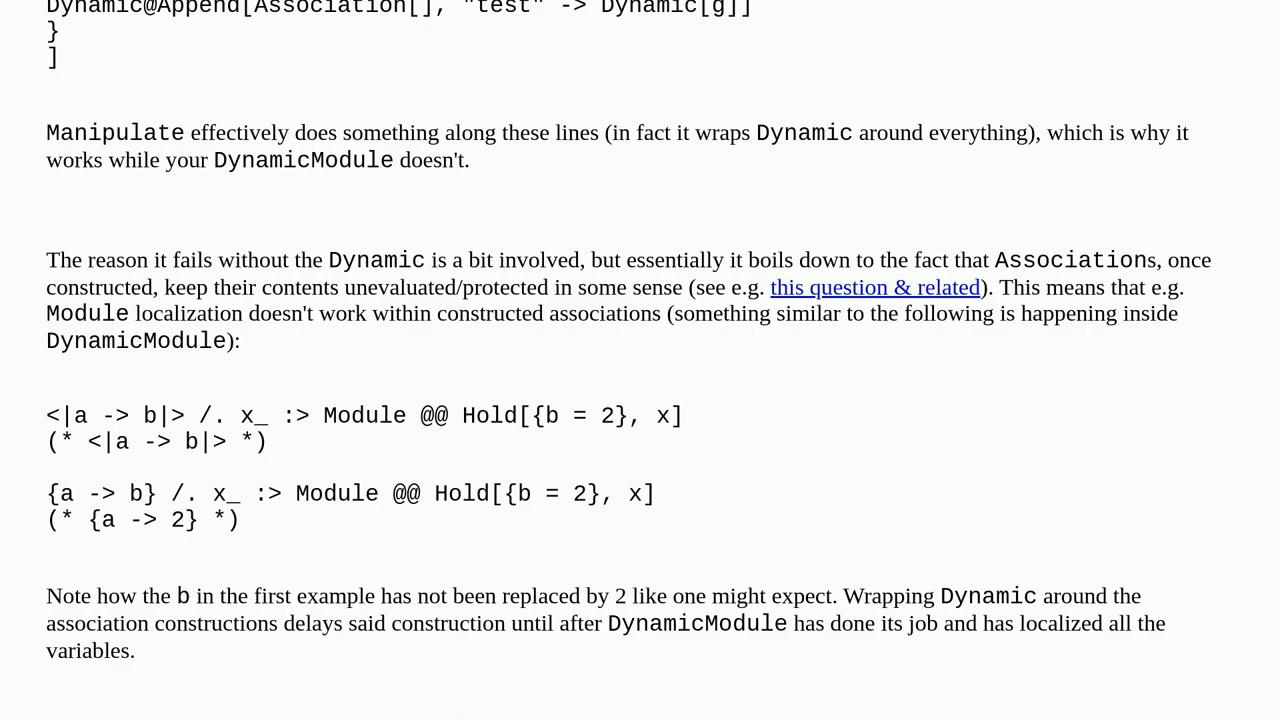 Dynamic@Append[Association[], "test" -> Dynamic[g]]
}
]
Manipulate effectively does something along these lines (in fact it wraps Dynamic around everything), which is why it
works while your DynamicModule doesn't.
The reason it fails without the Dynamic is a bit involved, but essentially it boils down to the fact that Associations, once
constructed, keep their contents unevaluated/protected in some sense (see e.g. this question & related). This means that e.g.
Module localization doesn't work within constructed associations (something similar to the following is happening inside
DynamicModule):
<|a -> b|> /. x_ :> Module @@ Hold[{b = 2}, x]
(* <|a -> b|> *)
{a -> b} /. x_ :> Module @@ Hold[{b = 2}, x]
(* {a -> 2} *)
Note how the b in the first example has not been replaced by 2 like one might expect. Wrapping Dynamic around the
association constructions delays said construction until after DynamicModule has done its job and has localized all the
variables.